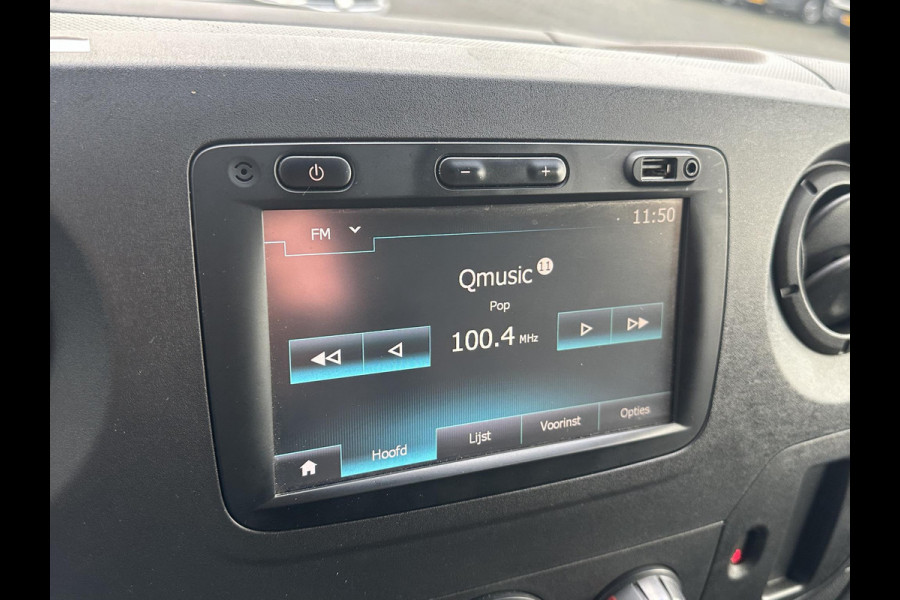 FM 11:50
Qmusic 11
Pop
100.4 MHz
Hoofd Lijst Voorinst Opties